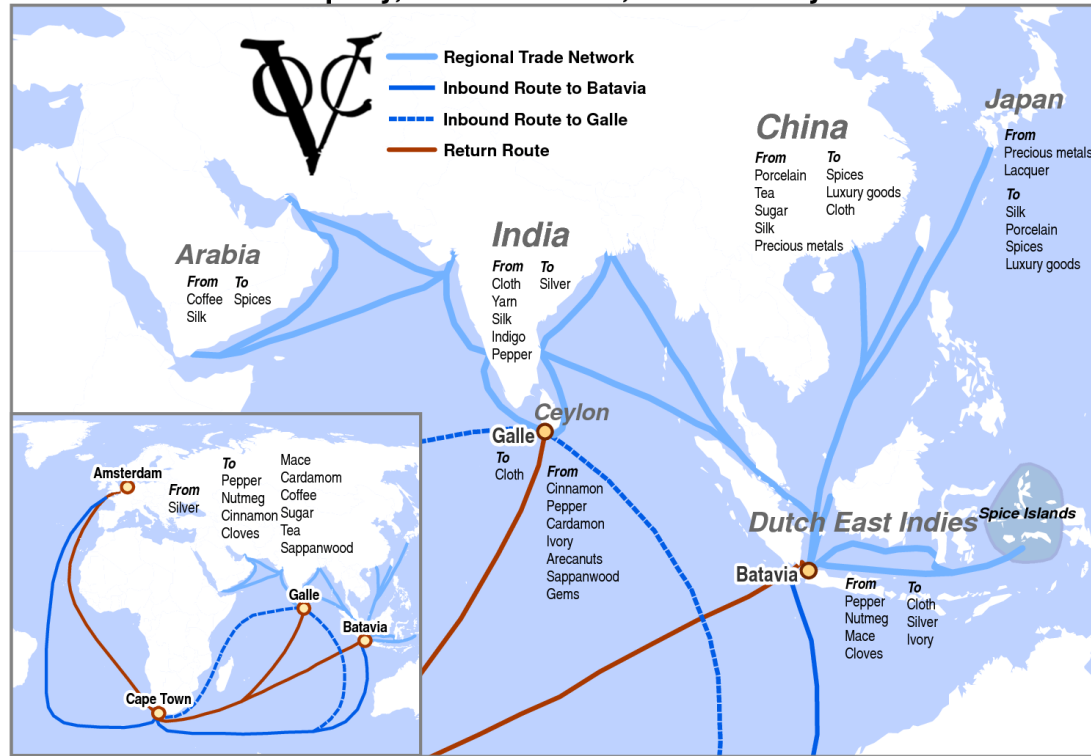 VOC
Regional Trade Network
Inbound Route to Batavia
Inbound Route to Galle
Return Route
Arabia
From
Coffee
Silk
To
Spices
India
From
Cloth
Yarn
Silk
Indigo
Pepper
To
Silver
China
From
Porcelain
Tea
Sugar
Silk
Precious metals
To
Spices
Luxury goods
Cloth
Japan
From
Precious metals
Lacquer
To
Silk
Porcelain
Spices
Luxury goods
Ceylon
Galle
To
Cloth
From
Cinnamon
Pepper
Cardamon
Ivory
Arecanuts
Sappanwood
Gems
Dutch East Indies
Spice Islands
Batavia
From
Pepper
Nutmeg
Mace
Cloves
To
Cloth
Silver
Ivory
Amsterdam
From
Silver
To
Pepper
Nutmeg
Cinnamon
Cloves
Mace
Cardamom
Coffee
Sugar
Tea
Sappanwood
Galle
Batavia
Cape Town